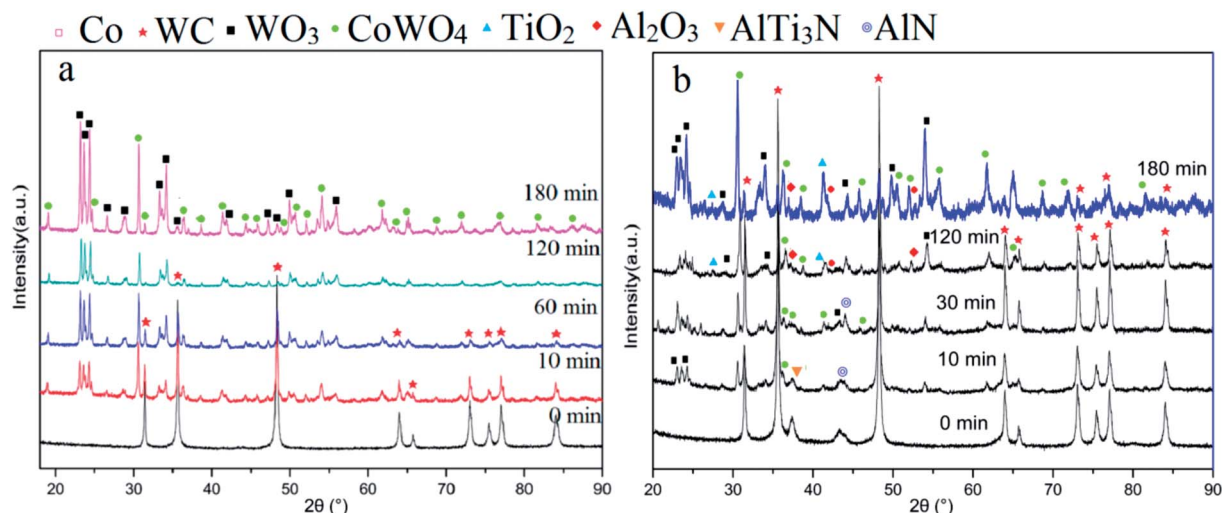 Co WC WO₃ CoWO₄ TiO₂ Al₂O₃ AlTi₃N AlN
a
Intensity(a.u.)
180 min
120 min
60 min
10 min
0 min
20 30 40 50 60 70 80 90
2θ (°)
b
Intensity(a.u.)
180 min
120 min
30 min
10 min
0 min
20 30 40 50 60 70 80 90
2θ (°)